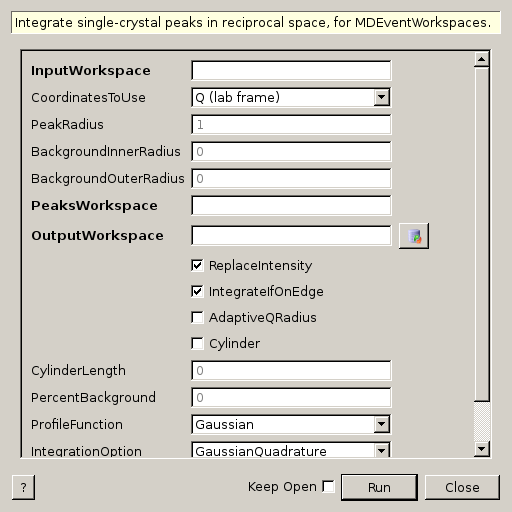 Integrate single-crystal peaks in reciprocal space, for MDEventWorkspaces.
InputWorkspace
CoordinatesToUse Q (lab frame)
PeakRadius 1
BackgroundInnerRadius 0
BackgroundOuterRadius 0
PeaksWorkspace
OutputWorkspace
ReplaceIntensity
IntegrateIfOnEdge
AdaptiveQRadius
Cylinder
CylinderLength 0
PercentBackground 0
ProfileFunction Gaussian
IntegrationOption GaussianQuadrature
? Keep Open Run Close